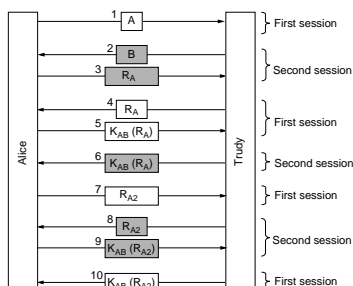 1 A
First session
2 B
3 R_A
Second session
4 R_A
5 K_AB (R_A)
First session
6 K_AB (R_A)
Second session
7 R_A2
First session
8 R_A2
9 K_AB (R_A2)
Second session
10 K_AB (R_A2)
First session
Alice
Trudy